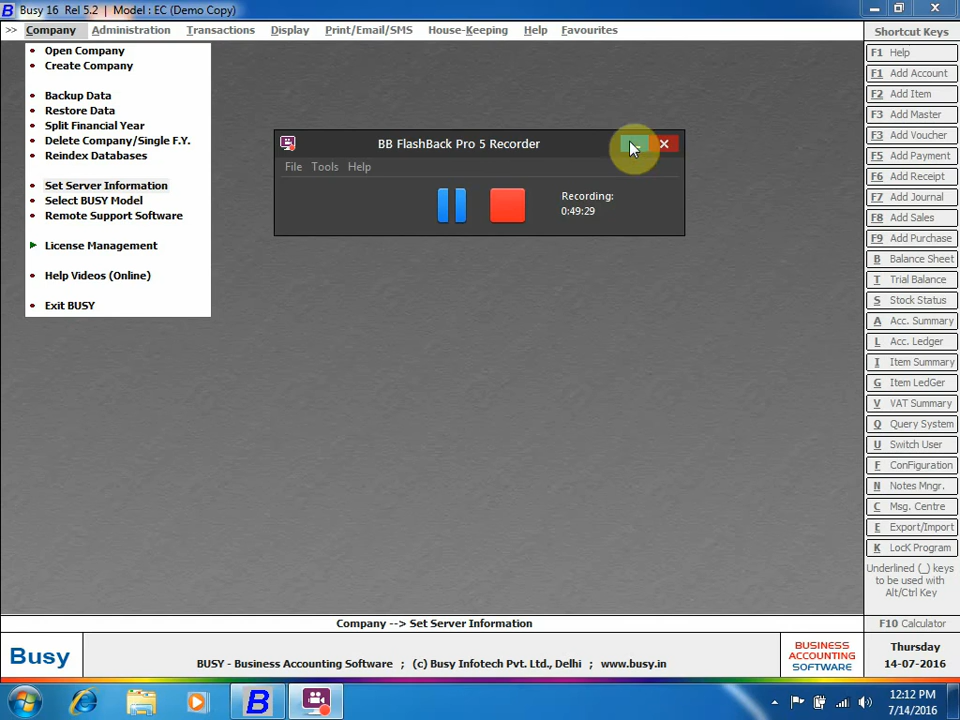 Busy 16 Rel 5.2 | Model : EC (Demo Copy)
>> Company Administration Transactions Display Print/Email/SMS House-Keeping Help Favourites
Open Company
Create Company
Backup Data
Restore Data
Split Financial Year
Delete Company/Single F.Y.
Reindex Databases
Set Server Information
Select BUSY Model
Remote Support Software
License Management
Help Videos (Online)
Exit BUSY
BB FlashBack Pro 5 Recorder
File Tools Help
Recording:
0:49:29
Shortcut Keys
F1 Help
F1 Add Account
F2 Add Item
F3 Add Master
F3 Add Voucher
F5 Add Payment
F6 Add Receipt
F7 Add Journal
F8 Add Sales
F9 Add Purchase
B Balance Sheet
T Trial Balance
S Stock Status
A Acc. Summary
L Acc. Ledger
I Item Summary
G Item LedGer
V VAT Summary
Q Query System
U Switch User
F ConFiguration
N Notes Mngr.
C Msg. Centre
E Export/Import
K LocK Program
Underlined (_) keys
to be used with
Alt/Ctrl Key
F10 Calculator
Company --> Set Server Information
Busy
BUSY - Business Accounting Software ; (c) Busy Infotech Pvt. Ltd., Delhi ; www.busy.in
BUSINESS
ACCOUNTING
SOFTWARE
Thursday
14-07-2016
12:12 PM
7/14/2016